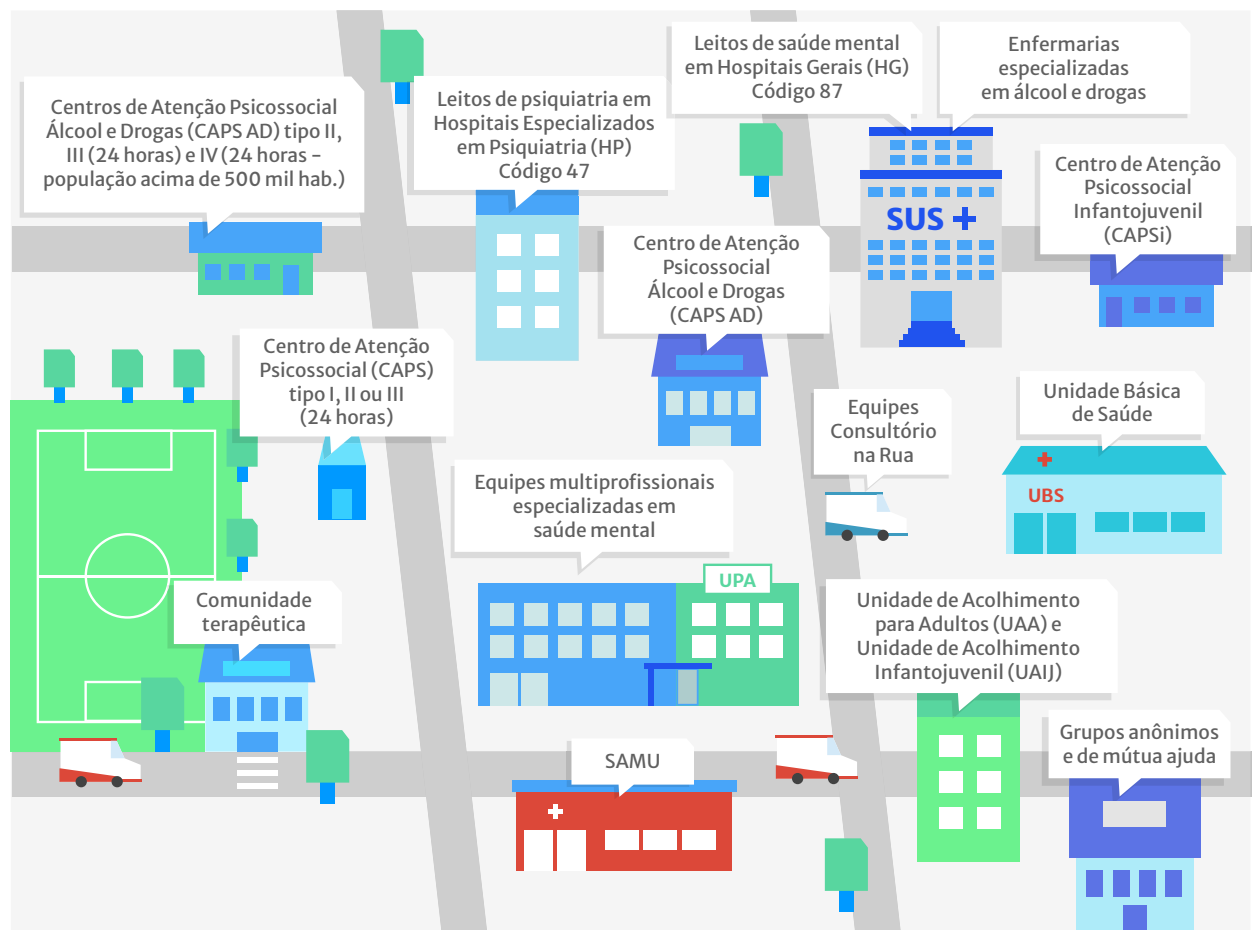 Leitos de saúde mental
em Hospitais Gerais (HG)
Código 87
Enfermarias
especializadas
em álcool e drogas
Centros de Atenção Psicossocial
Álcool e Drogas (CAPS AD) tipo II,
III (24 horas) e IV (24 horas -
população acima de 500 mil hab.)
Leitos de psiquiatria em
Hospitais Especializados
em Psiquiatria (HP)
Código 47
Centro de Atenção
Psicossocial
Infantojuvenil
(CAPSi)
SUS +
Centro de Atenção
Psicossocial
Álcool e Drogas
(CAPS AD)
Centro de Atenção
Psicossocial (CAPS)
tipo I, II ou III
(24 horas)
Equipes
Consultório
na Rua
Unidade Básica
de Saúde
UBS
Equipes multiprofissionais
especializadas em
saúde mental
UPA
Comunidade
terapêutica
Unidade de Acolhimento
para Adultos (UAA) e
Unidade de Acolhimento
Infantojuvenil (UAIJ)
SAMU
Grupos anônimos
e de mútua ajuda